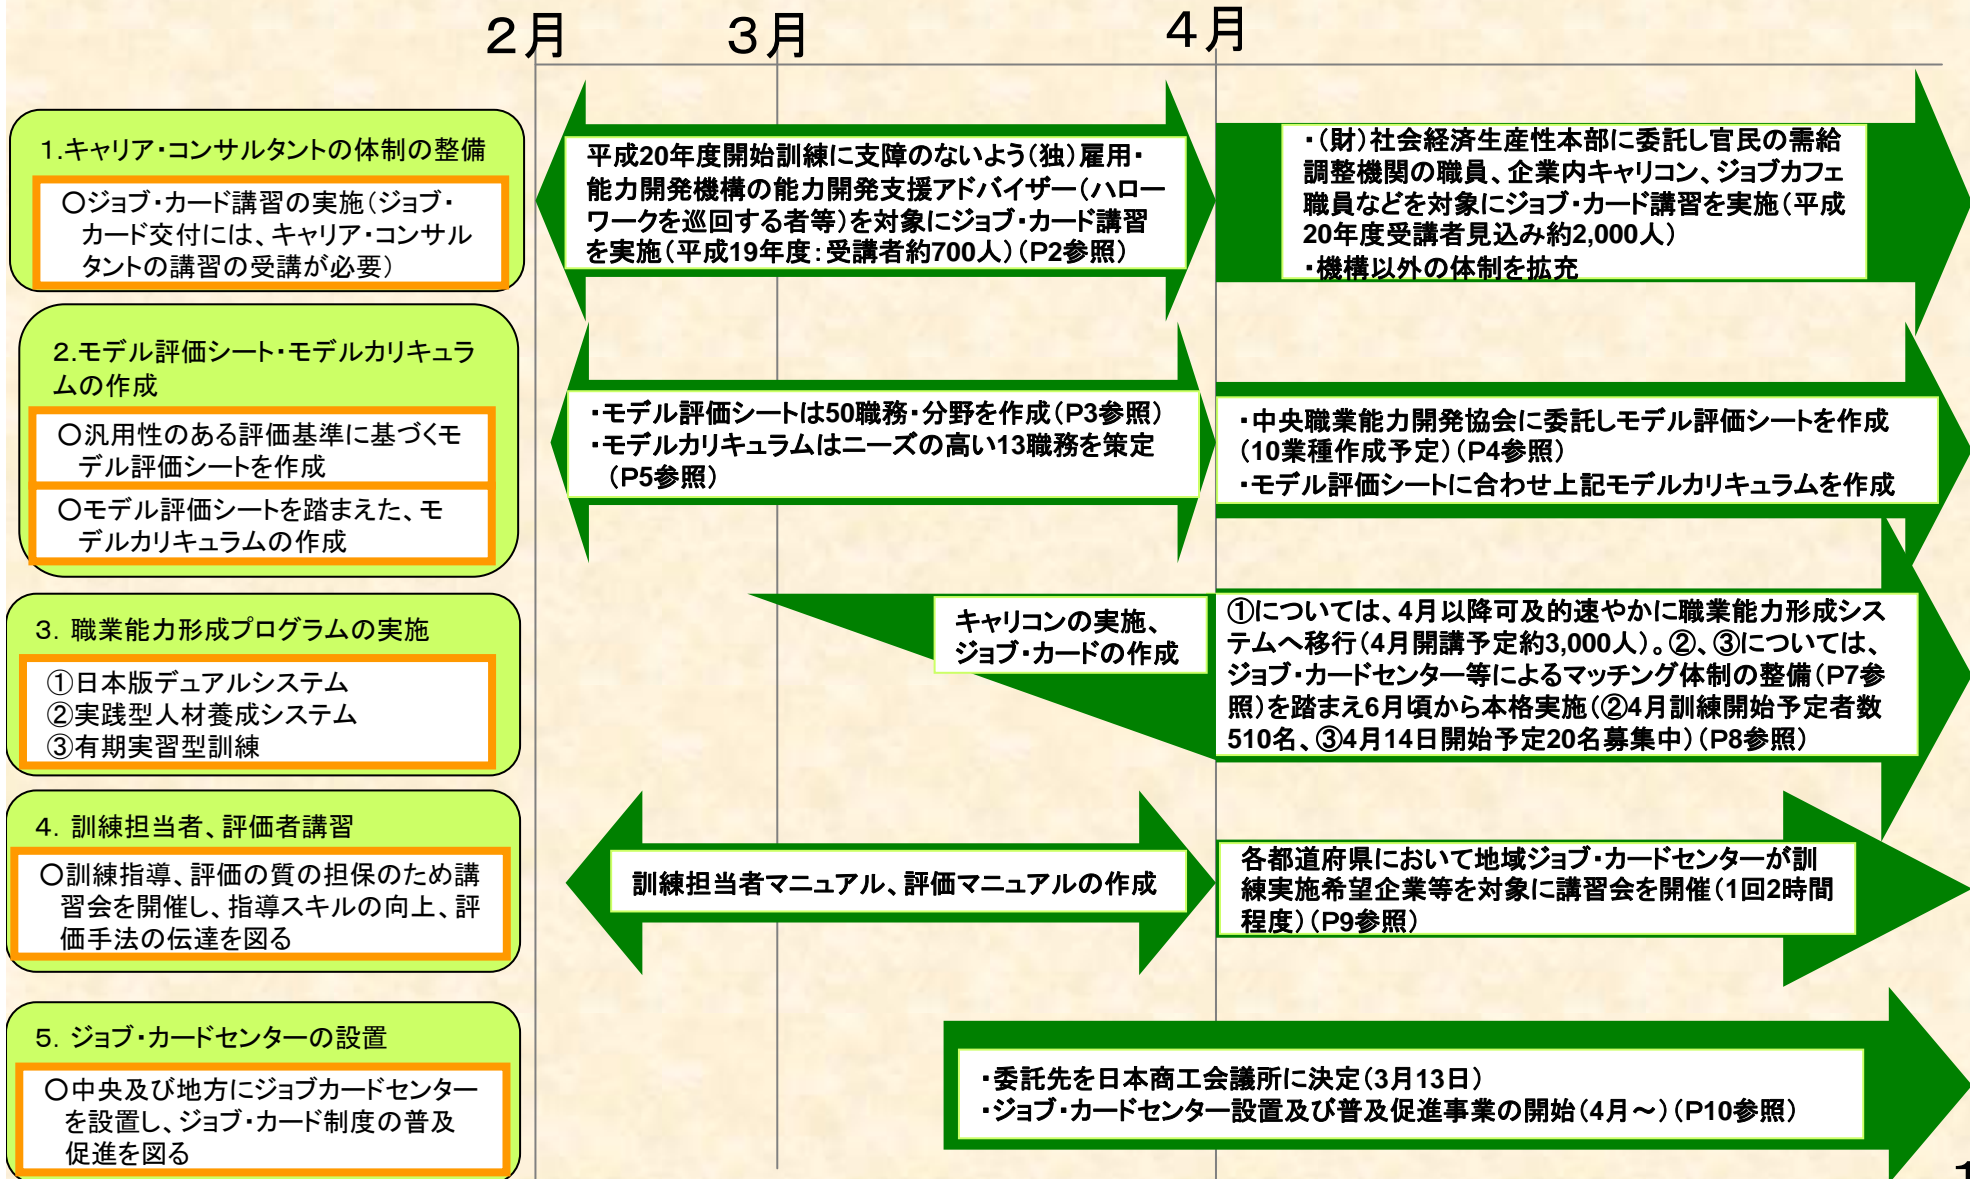 2月
3月
4月
1.キャリア・コンサルタントの体制の整備
〇ジョブ・カード講習の実施(ジョブ・
カード交付には、キャリア・コンサル
タントの講習の受講が必要)
平成20年度開始訓練に支障のないよう(独)雇用・
能力開発機構の能力開発支援アドバイザー(ハロー
ワークを巡回する者等)を対象にジョブ・カード講習
を実施(平成19年度:受講者約700人)(P2参照)
・(財)社会経済生産性本部に委託し官民の需給
調整機関の職員、企業内キャリコン、ジョブカフェ
職員などを対象にジョブ・カード講習を実施(平成
20年度受講者見込み約2,000人)
・機構以外の体制を拡充
2.モデル評価シート・モデルカリキュラ
ムの作成
〇汎用性のある評価基準に基づくモ
デル評価シートを作成
〇モデル評価シートを踏まえた、モ
デルカリキュラムの作成
・モデル評価シートは50職務・分野を作成(P3参照)
・モデルカリキュラムはニーズの高い13職務を策定
(P5参照)
・中央職業能力開発協会に委託しモデル評価シートを作成
(10業種作成予定)(P4参照)
・モデル評価シートに合わせ上記モデルカリキュラムを作成
3.職業能力形成プログラムの実施
①日本版デュアルシステム
②実践型人材養成システム
③有期実習型訓練
キャリコンの実施、
ジョブ・カードの作成
①については、4月以降可及的速やかに職業能力形成シス
テムへ移行(4月開講予定約3,000人)。②、③については、
ジョブ・カードセンター等によるマッチング体制の整備(P7参
照)を踏まえ6月頃から本格実施(②4月訓練開始予定者数
510名、③4月14日開始予定20名募集中)(P8参照)
4.訓練担当者、評価者講習
〇訓練指導、評価の質の担保のため講
習会を開催し、指導スキルの向上、評
価手法の伝達を図る
訓練担当者マニュアル、評価マニュアルの作成
各都道府県において地域ジョブ・カードセンターが訓
練実施希望企業等を対象に講習会を開催(1回2時間
程度)(P9参照)
5.ジョブ・カードセンターの設置
〇中央及び地方にジョブカードセンター
を設置し、ジョブ・カード制度の普及
促進を図る
・委託先を日本商工会議所に決定(3月13日)
・ジョブ・カードセンター設置及び普及促進事業の開始(4月~)(P10参照)
1